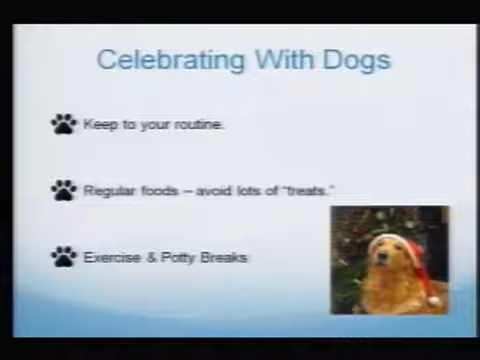 Celebrating With Dogs
Keep to your routine.
Regular foods – avoid lots of "treats."
Exercise & Potty Breaks